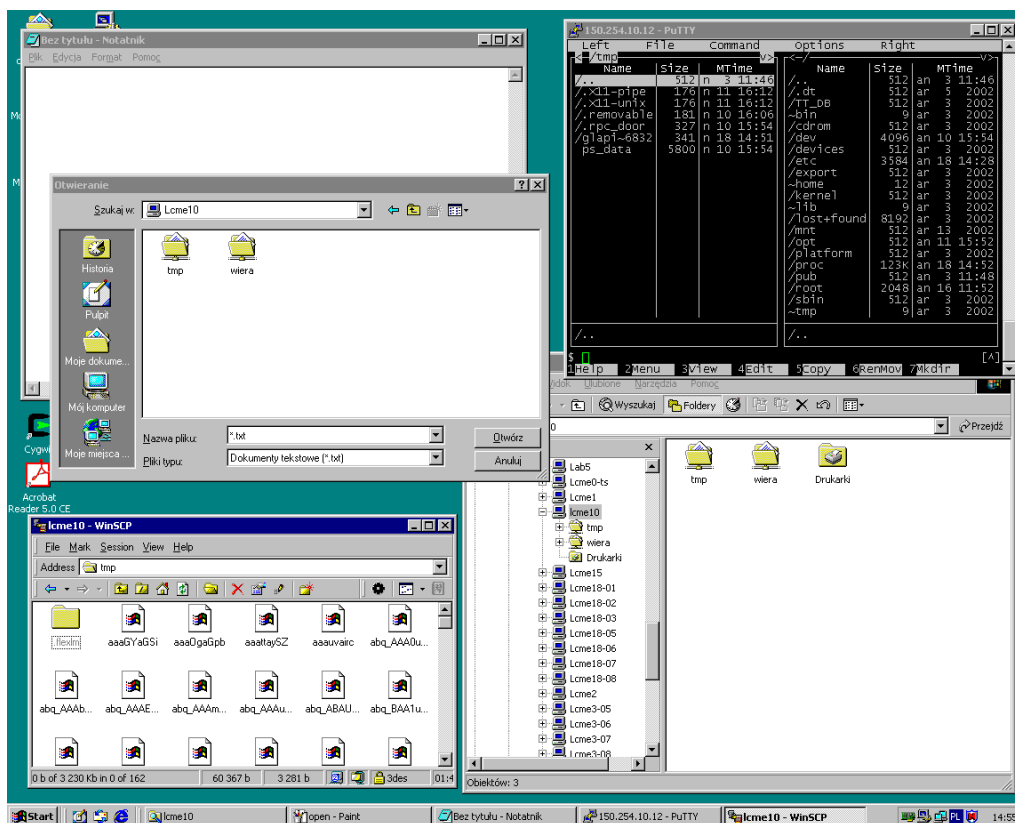 Bez tytułu - Notatnik
Plik Edycja Format Pomoc
Otwieranie
Szukaj w: Lcme10
Historia
Pulpit
Moje dokume...
Mój komputer
Moje miejsca ...
tmp wiera
Nazwa pliku: *.txt Otwórz
Pliki typu: Dokumenty tekstowe (*.txt) Anuluj
150.254.10.12 - PuTTY
Left File Command Options Right
<-/tmp v> <-/ v>
Name Size MTime Name Size MTime
/.. 512 n 3 11:46 /.. 512 an 3 11:46
/.X11-pipe 176 n 11 16:12 /.dt 512 ar 5 2002
/.X11-unix 176 n 11 16:12 /TT_DB 512 ar 3 2002
/.removable 181 n 10 16:06 ~bin 9 ar 3 2002
/.rpc_door 327 n 10 15:54 /cdrom 512 ar 3 2002
/glapi~6832 341 n 18 14:51 /dev 4096 an 10 15:54
ps_data 5800 n 10 15:54 /devices 512 ar 3 2002
/etc 3584 an 18 14:28
/export 512 ar 3 2002
~home 12 ar 3 2002
/kernel 512 ar 3 2002
~lib 9 ar 3 2002
/lost+found 8192 ar 3 2002
/mnt 512 ar 13 2002
/opt 512 an 11 15:52
/platform 512 ar 3 2002
/proc 123K an 18 14:52
/pub 512 an 3 11:48
/root 2048 an 16 11:52
/sbin 512 ar 3 2002
~tmp 9 ar 3 2002
/.. /..
$ [^]
1Help 2Menu 3View 4Edit 5Copy 6RenMov 7Mkdir
Ulubione Narzędzia Pomoc
Wyszukaj Foldery
Przejdź
Lab5
Lcme0-ts
Lcme1
lcme10
tmp
wiera
Drukarki
Lcme15
Lcme18-01
Lcme18-02
Lcme18-03
Lcme18-05
Lcme18-06
Lcme18-07
Lcme18-08
Lcme2
Lcme3-05
Lcme3-06
Lcme3-07
Lcme3-08
tmp wiera Drukarki
Obiektów: 3
Cygw
Acrobat
Reader 5.0 CE
lcme10 - WinSCP
File Mark Session View Help
Address tmp
.flexlm aaaGYaGSi aaaOgaGpb aaattaySZ aaauvairc abq_AAA0u...
abq_AAAb... abq_AAAE... abq_AAAm... abq_AAAu... abq_ABAU... abq_BAA1u...
0 b of 3 230 Kb in 0 of 162 60 367 b 3 281 b 3des 01:4
Start lcme10 open - Paint Bez tytułu - Notatnik 150.254.10.12 - PuTTY lcme10 - WinSCP PL 14:55